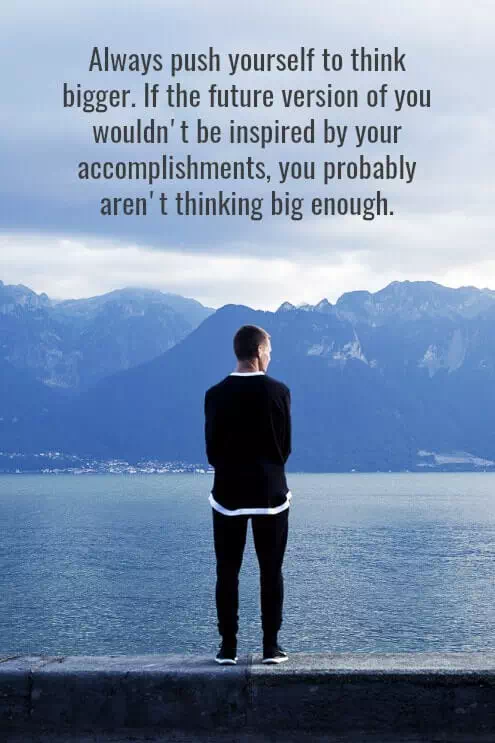 Always push yourself to think
bigger. If the future version of you
wouldn't be inspired by your
accomplishments, you probably
aren't thinking big enough.